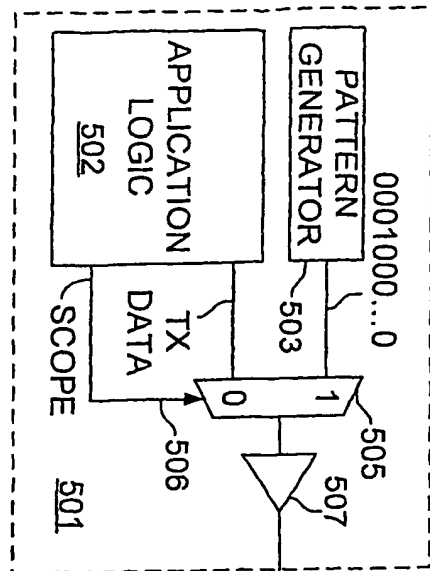 0001000...0
505
PATTERN
GENERATOR
503
1
507
0
APPLICATION
LOGIC
502
TX
DATA
506
SCOPE
501